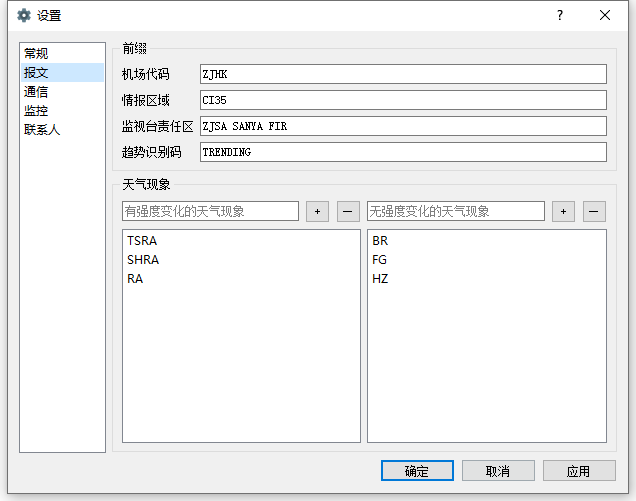 设置
常规
报文
通信
监控
联系人
前缀
机场代码 ZJHK
情报区域 CI35
监视台责任区 ZJSA SANYA FIR
趋势识别码 TRENDING
天气现象
有强度变化的天气现象 + — 无强度变化的天气现象 + —
TSRA BR
SHRA FG
RA HZ
确定 取消 应用